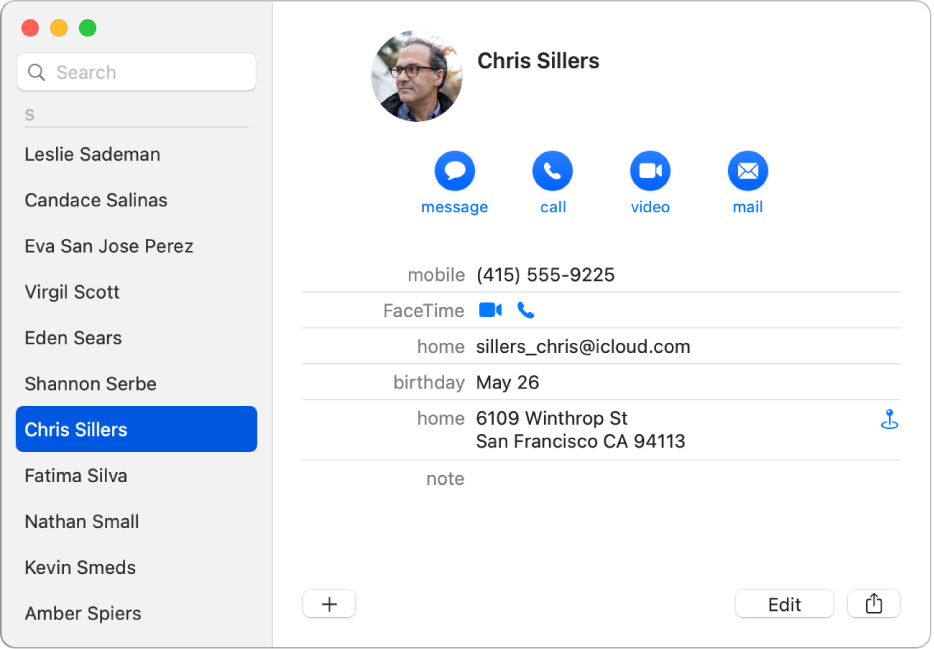 Search
S
Leslie Sademan
Candace Salinas
Eva San Jose Perez
Virgil Scott
Eden Sears
Shannon Serbe
Chris Sillers
Fatima Silva
Nathan Small
Kevin Smeds
Amber Spiers
Chris Sillers
message call video mail
mobile (415) 555-9225
FaceTime
home sillers_chris@icloud.com
birthday May 26
home 6109 Winthrop St
San Francisco CA 94113
note
Edit